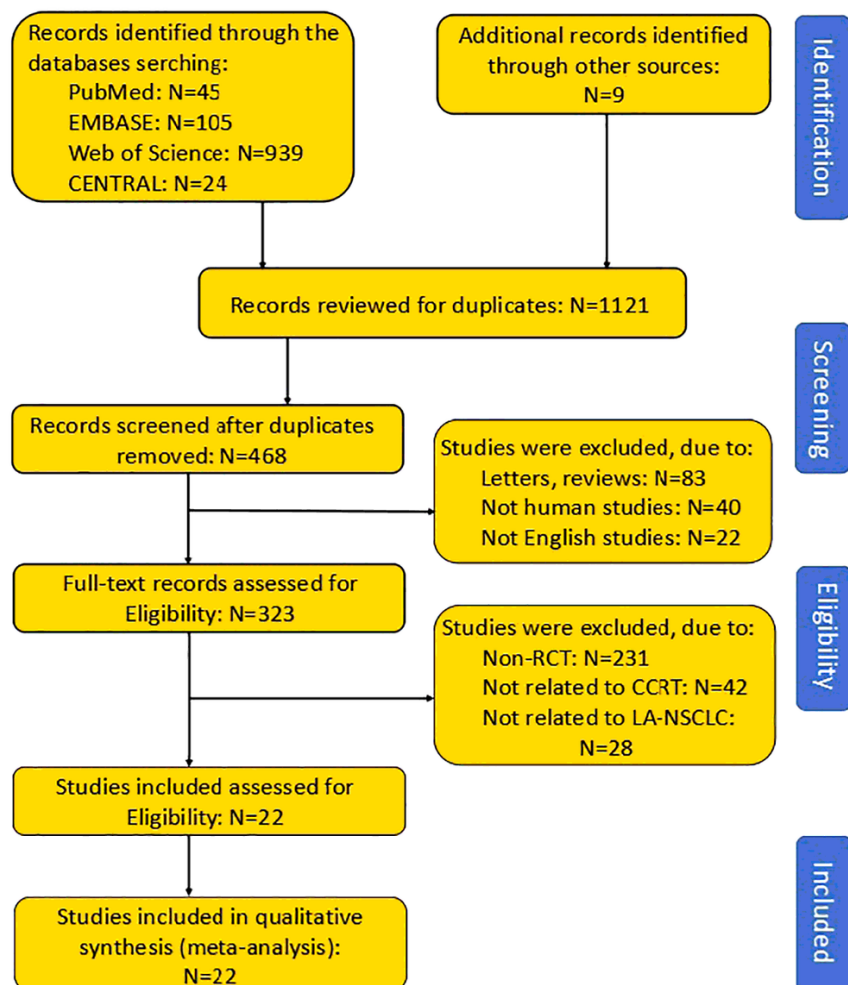 Records identified through the
databases serching:
PubMed: N=45
EMBASE: N=105
Web of Science: N=939
CENTRAL: N=24
Additional records identified
through other sources:
N=9
Identification
Records reviewed for duplicates: N=1121
Screening
Records screened after duplicates
removed: N=468
Studies were excluded, due to:
Letters, reviews: N=83
Not human studies: N=40
Not English studies: N=22
Full-text records assessed for
Eligibility: N=323
Eligibility
Studies were excluded, due to:
Non-RCT: N=231
Not related to CCRT: N=42
Not related to LA-NSCLC:
N=28
Studies included assessed for
Eligibility: N=22
Included
Studies included in qualitative
synthesis (meta-analysis):
N=22